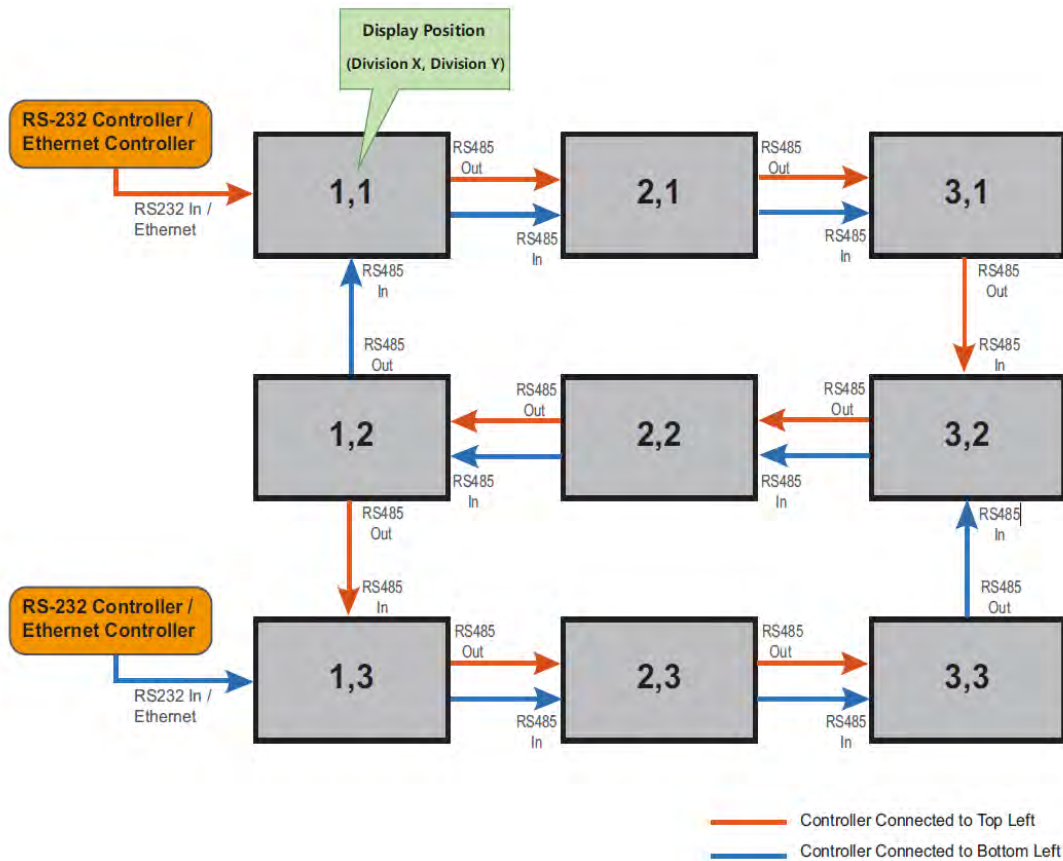 Display Position
(Division X, Division Y)
RS-232 Controller /
Ethernet Controller
RS232 In /
Ethernet
1,1
RS485
Out
RS485
In
2,1
RS485
Out
RS485
In
3,1
RS485
In
RS485
Out
RS485
Out
RS485
In
1,2
RS485
Out
RS485
In
2,2
RS485
Out
RS485
In
3,2
RS485
Out
RS485
In
RS485
In
RS485
Out
RS-232 Controller /
Ethernet Controller
RS232 In /
Ethernet
1,3
RS485
Out
RS485
In
2,3
RS485
Out
RS485
In
3,3
Controller Connected to Top Left
Controller Connected to Bottom Left